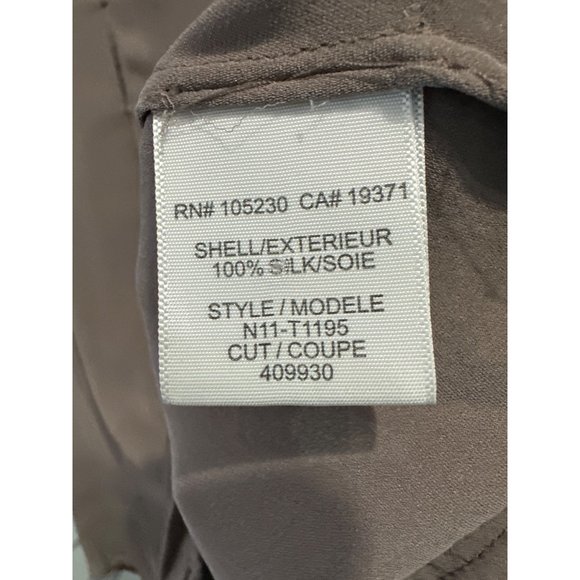 RN# 105230 CA# 19371
SHELL/EXTERIEUR
100% SILK/SOIE
STYLE / MODELE
N11-T1195
CUT / COUPE
409930